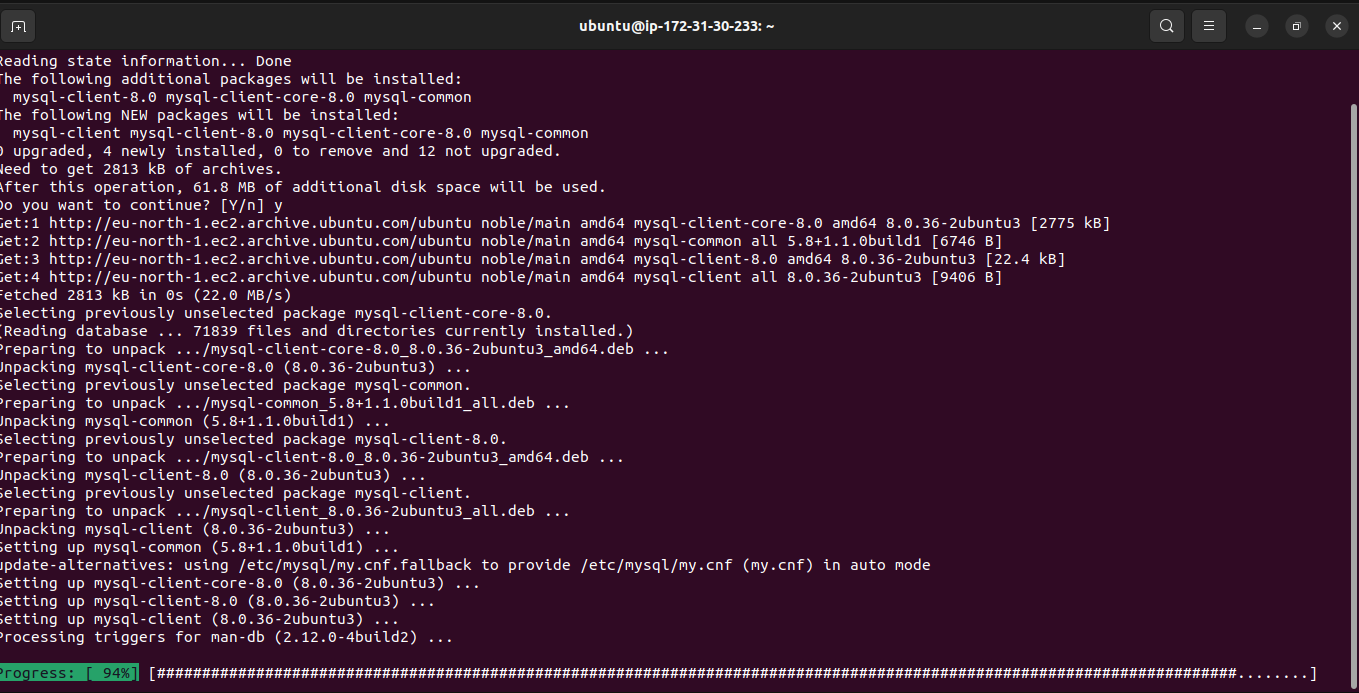 ubuntu@ip-172-31-30-233: ~
Reading state information... Done
The following additional packages will be installed:
  mysql-client-8.0 mysql-client-core-8.0 mysql-common
The following NEW packages will be installed:
  mysql-client mysql-client-8.0 mysql-client-core-8.0 mysql-common
0 upgraded, 4 newly installed, 0 to remove and 12 not upgraded.
Need to get 2813 kB of archives.
After this operation, 61.8 MB of additional disk space will be used.
Do you want to continue? [Y/n] y
Get:1 http://eu-north-1.ec2.archive.ubuntu.com/ubuntu noble/main amd64 mysql-client-core-8.0 amd64 8.0.36-2ubuntu3 [2775 kB]
Get:2 http://eu-north-1.ec2.archive.ubuntu.com/ubuntu noble/main amd64 mysql-common all 5.8+1.1.0build1 [6746 B]
Get:3 http://eu-north-1.ec2.archive.ubuntu.com/ubuntu noble/main amd64 mysql-client-8.0 amd64 8.0.36-2ubuntu3 [22.4 kB]
Get:4 http://eu-north-1.ec2.archive.ubuntu.com/ubuntu noble/main amd64 mysql-client all 8.0.36-2ubuntu3 [9406 B]
Fetched 2813 kB in 0s (22.0 MB/s)
Selecting previously unselected package mysql-client-core-8.0.
(Reading database ... 71839 files and directories currently installed.)
Preparing to unpack .../mysql-client-core-8.0_8.0.36-2ubuntu3_amd64.deb ...
Unpacking mysql-client-core-8.0 (8.0.36-2ubuntu3) ...
Selecting previously unselected package mysql-common.
Preparing to unpack .../mysql-common_5.8+1.1.0build1_all.deb ...
Unpacking mysql-common (5.8+1.1.0build1) ...
Selecting previously unselected package mysql-client-8.0.
Preparing to unpack .../mysql-client-8.0_8.0.36-2ubuntu3_amd64.deb ...
Unpacking mysql-client-8.0 (8.0.36-2ubuntu3) ...
Selecting previously unselected package mysql-client.
Preparing to unpack .../mysql-client_8.0.36-2ubuntu3_all.deb ...
Unpacking mysql-client (8.0.36-2ubuntu3) ...
Setting up mysql-common (5.8+1.1.0build1) ...
update-alternatives: using /etc/mysql/my.cnf.fallback to provide /etc/mysql/my.cnf (my.cnf) in auto mode
Setting up mysql-client-core-8.0 (8.0.36-2ubuntu3) ...
Setting up mysql-client-8.0 (8.0.36-2ubuntu3) ...
Setting up mysql-client (8.0.36-2ubuntu3) ...
Processing triggers for man-db (2.12.0-4build2) ...
Progress: [ 94%] [########################################################################################################################........]